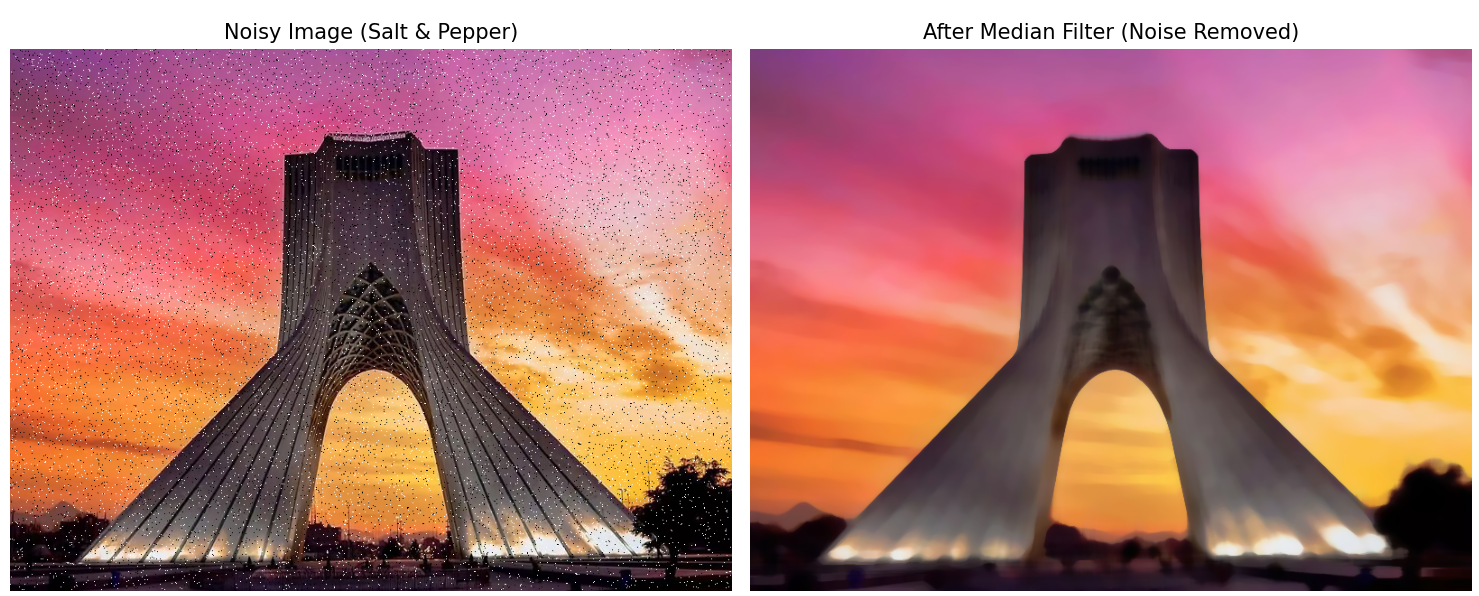 Noisy Image (Salt & Pepper)
After Median Filter (Noise Removed)